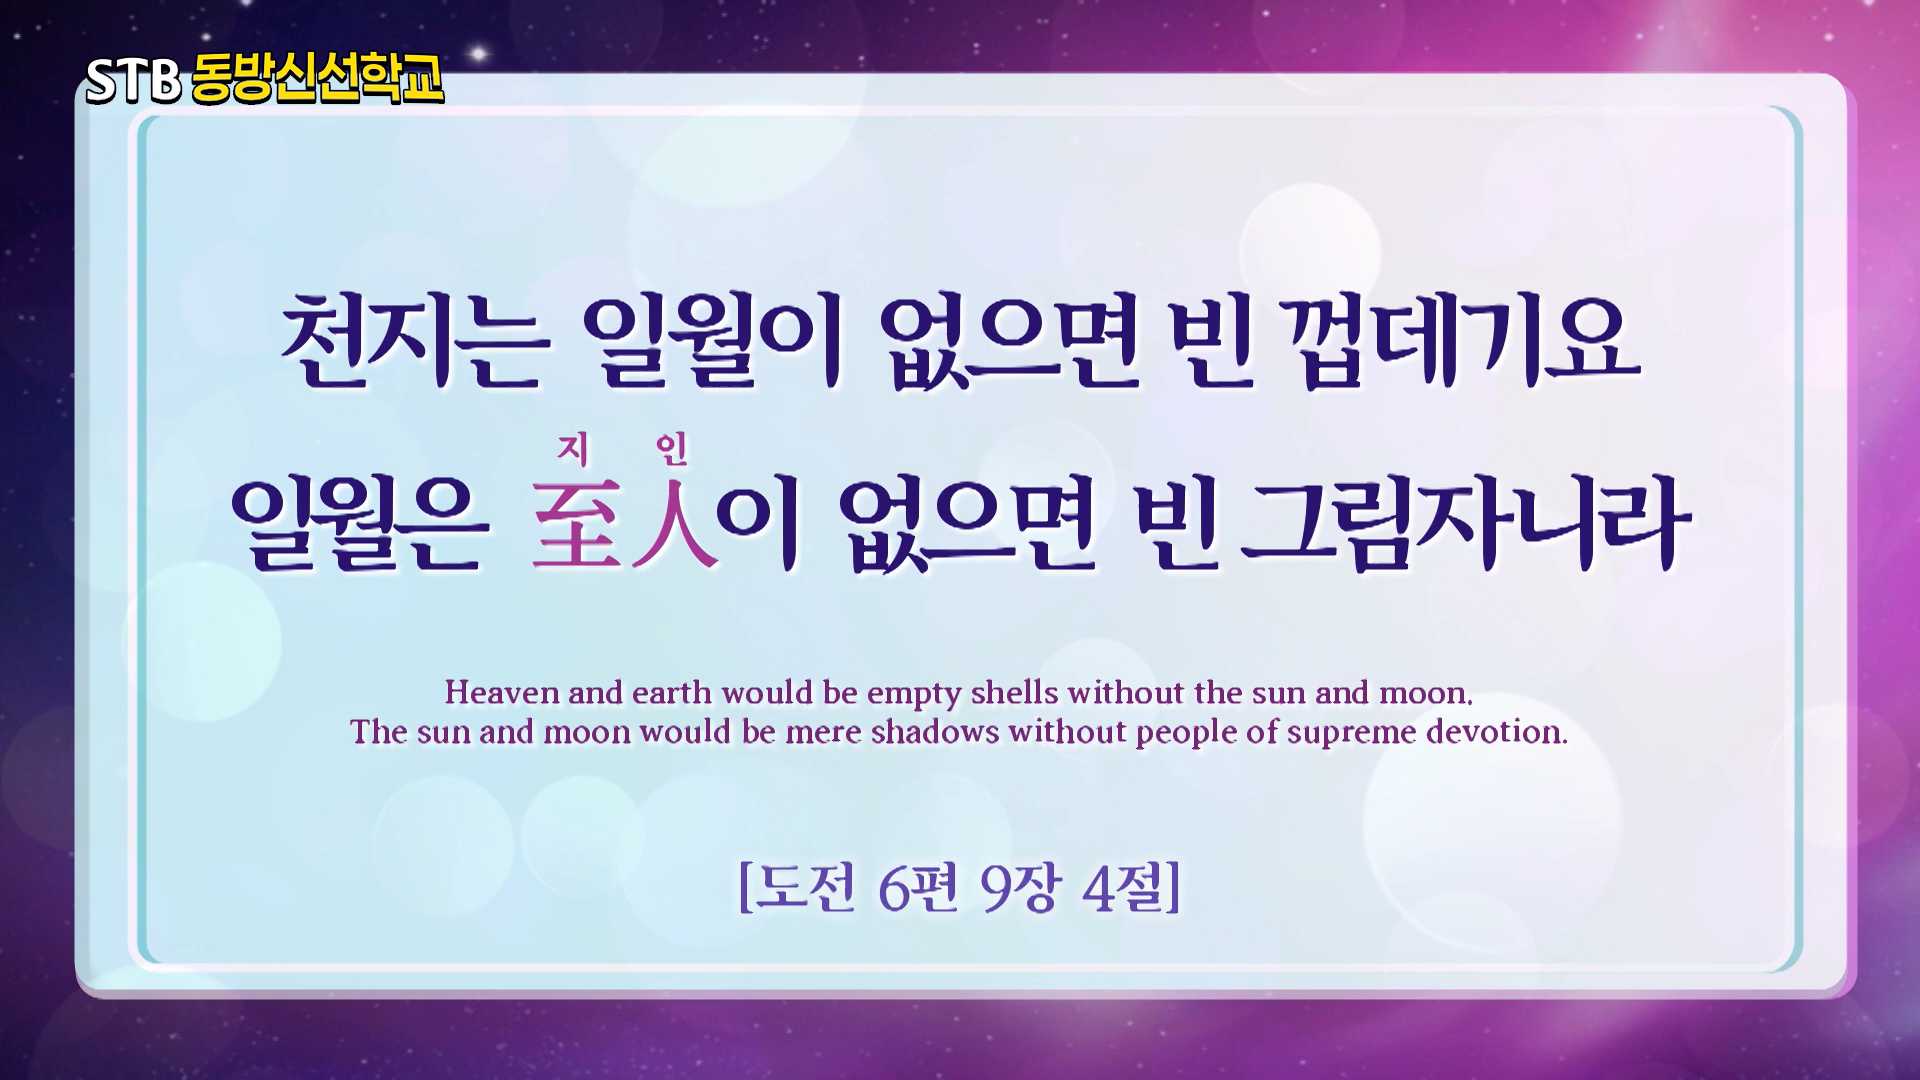 STB 동방신선학교
천지는 일월이 없으면 빈 껍데기요
지 인
일월은 至人이 없으면 빈 그림자니라
Heaven and earth would be empty shells without the sun and moon.
The sun and moon would be mere shadows without people of supreme devotion.
[도전 6편 9장 4절]